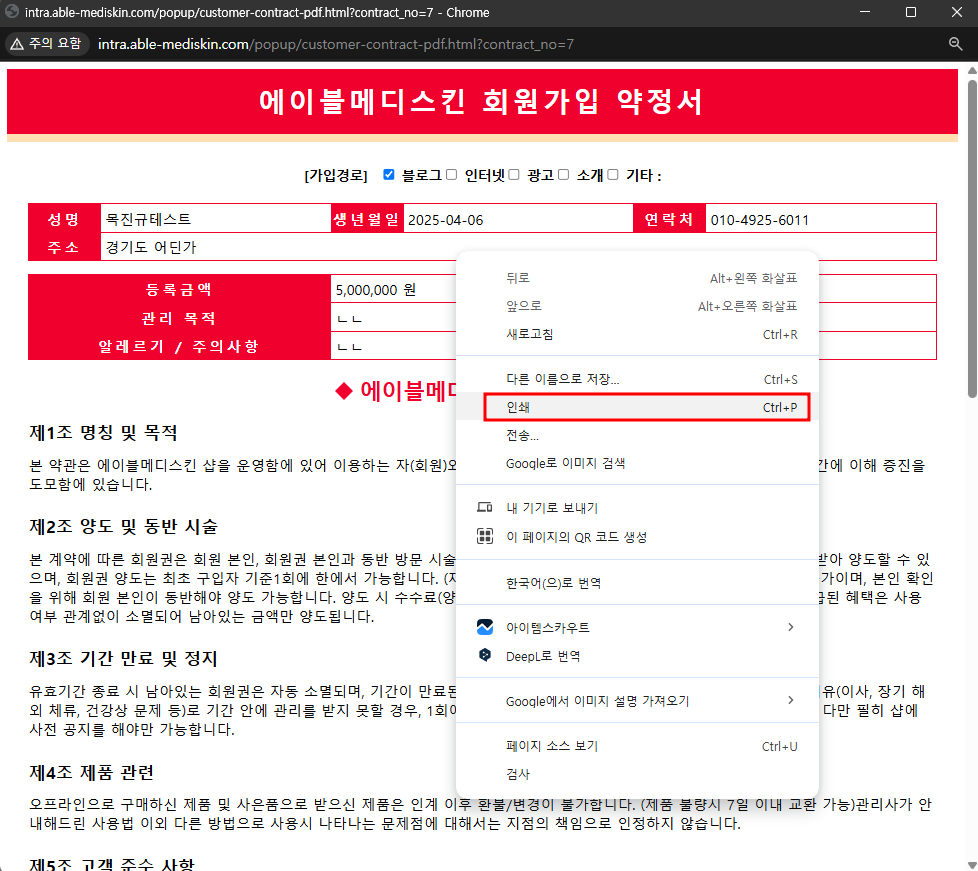 intra.able-mediskin.com/popup/customer-contract-pdf.html?contract_no=7 - Chrome
주의 요함 intra.able-mediskin.com/popup/customer-contract-pdf.html?contract_no=7
에이블메디스킨 회원가입 약정서
[가입경로] 블로그 인터넷 광고 소개 기타 :
성명 목진규테스트 생년월일 2025-04-06 연락처 010-4925-6011
주소 경기도 어딘가
등록금액 5,000,000 원
관리 목적 ㄴㄴ
알레르기 / 주의사항 ㄴㄴ
◆ 에이블메디
제1조 명칭 및 목적
본 약관은 에이블메디스킨 샵을 운영함에 있어 이용하는 자(회원)와 간에 이해 증진을
도모함에 있습니다.
제2조 양도 및 동반 시술
본 계약에 따른 회원권은 회원 본인, 회원권 본인과 동반 방문 시술 받아 양도할 수 있
으며, 회원권 양도는 최초 구입자 기준1회에 한에서 가능합니다. 가이며, 본인 확인
을 위해 회원 본인이 동반해야 양도 가능합니다. 양도 시 수수료(양 급된 혜택은 사용
여부 관계없이 소멸되어 남아있는 금액만 양도됩니다.
제3조 기간 만료 및 정지
유효기간 종료 시 남아있는 회원권은 자동 소멸되며, 기간이 만료된 유(이사, 장기 해
외 체류, 건강상 문제 등)로 기간 안에 관리를 받지 못할 경우, 1회에 다만 필히 샵에
사전 공지를 해야만 가능합니다.
제4조 제품 관련
오프라인으로 구매하신 제품 및 사은품으로 받으신 제품은 인계 이후 환불/변경이 불가합니다. (제품 불량시 7일 이내 교환 가능)관리사가 안
내해드린 사용법 이외 다른 방법으로 사용시 나타나는 문제점에 대해서는 지점의 책임으로 인정하지 않습니다.
제5조 고객 준수 사항
뒤로 Alt+왼쪽 화살표
앞으로 Alt+오른쪽 화살표
새로고침 Ctrl+R
다른 이름으로 저장... Ctrl+S
인쇄 Ctrl+P
전송...
Google로 이미지 검색
내 기기로 보내기
이 페이지의 QR 코드 생성
한국어(으)로 번역
아이템스카우트
DeepL로 번역
Google에서 이미지 설명 가져오기
페이지 소스 보기 Ctrl+U
검사